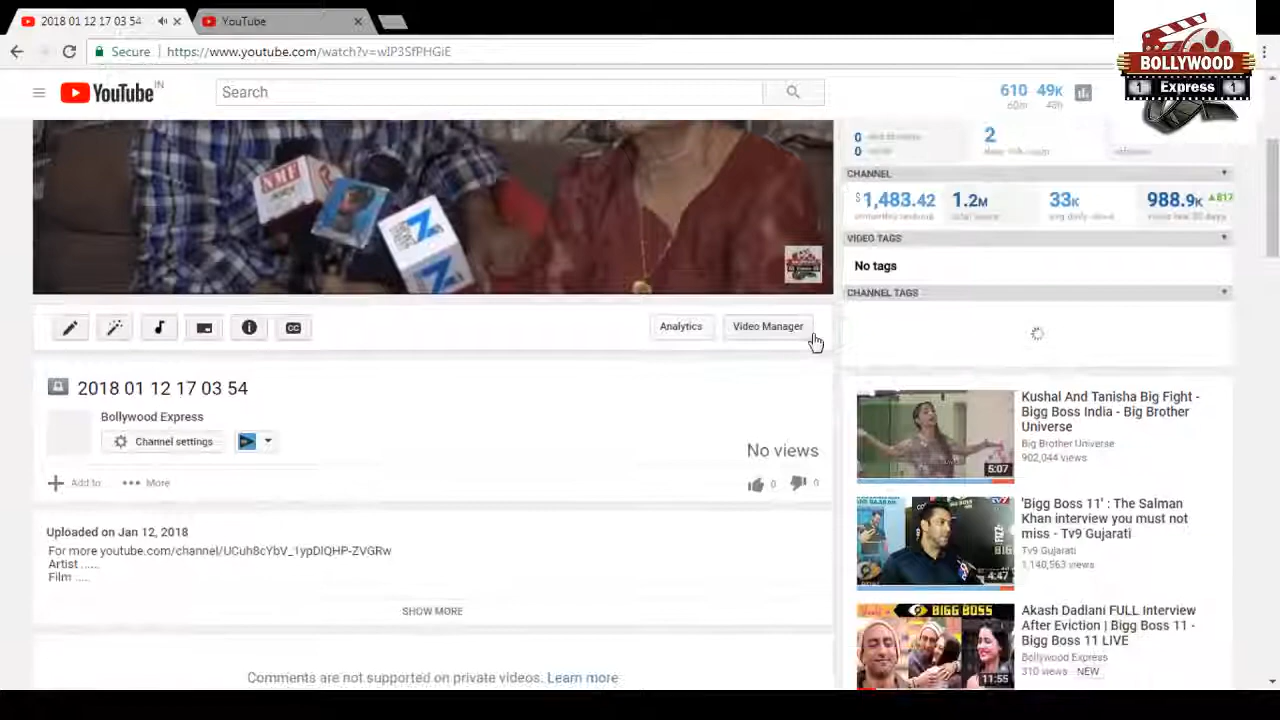 2018 01 12 17 03 54
YouTube
Secure
https://www.youtube.com/watch?v=wIP3SfPHGiE
BOLLYWOOD
1 Express 1
YouTube IN
Search
610 49K
60m 48h
NMF
Z
Z
0
0
2
CHANNEL
$1,483.42 1.2M 33K 988.9K ▲817
VIDEO TAGS
No tags
CHANNEL TAGS
CC
Analytics
Video Manager
2018 01 12 17 03 54
Bollywood Express
Channel settings
No views
Add to
More
0
0
Uploaded on Jan 12, 2018
For more youtube.com/channel/UCuh8cYbV_1ypDIQHP-ZVGRw
Artist ......
Film .....
SHOW MORE
Comments are not supported on private videos. Learn more
5:07
Kushal And Tanisha Big Fight -
Bigg Boss India - Big Brother
Universe
Big Brother Universe
902,044 views
4:47
'Bigg Boss 11' : The Salman
Khan interview you must not
miss - Tv9 Gujarati
Tv9 Gujarati
1,140,563 views
BIGG BOSS
11:55
Akash Dadlani FULL Interview
After Eviction | Bigg Boss 11 -
Bigg Boss 11 LIVE
Bollywood Express
310 views NEW